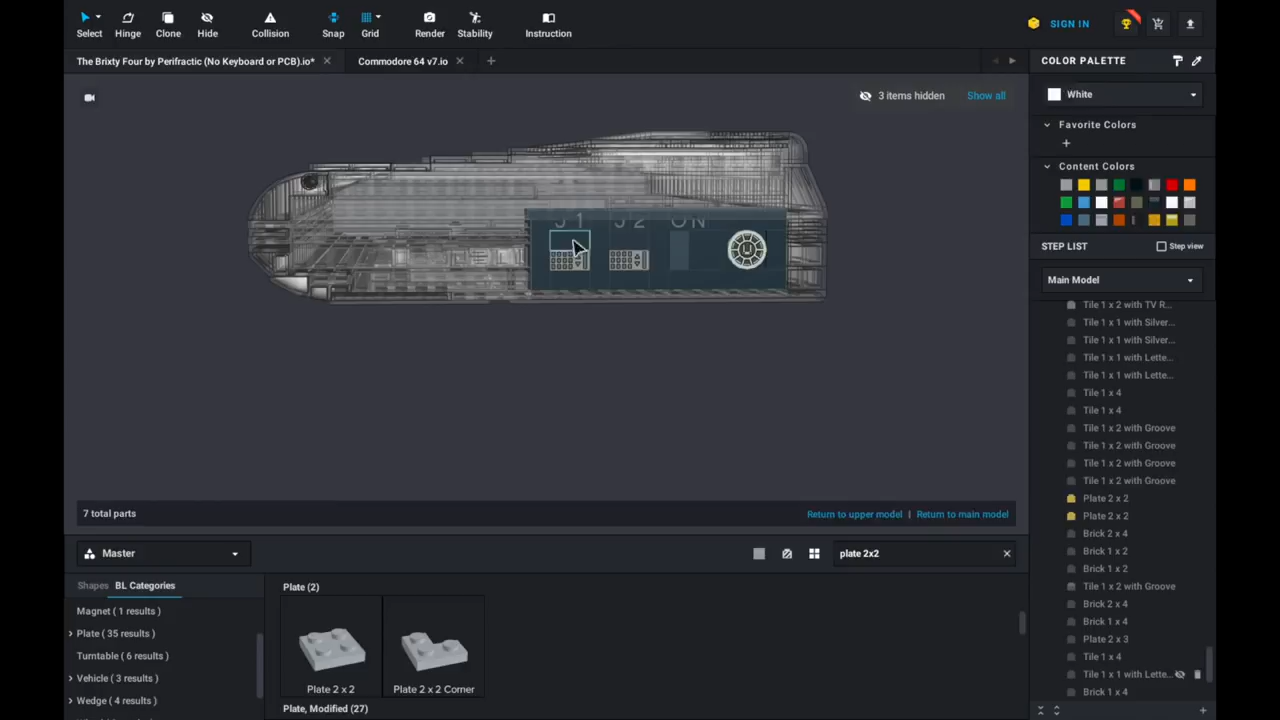 Select
Hinge
Clone
Hide
Collision
Snap
Grid
Render
Stability
Instruction
SIGN IN
The Brixty Four by Perifractic (No Keyboard or PCB).io*
Commodore 64 v7.io
COLOR PALETTE
3 items hidden
Show all
White
Favorite Colors
Content Colors
STEP LIST
Step view
Main Model
J1 J2 ON
Tile 1 x 2 with TV R...
Tile 1 x 1 with Silver...
Tile 1 x 1 with Silver...
Tile 1 x 1 with Lette...
Tile 1 x 1 with Lette...
Tile 1 x 4
Tile 1 x 4
Tile 1 x 2 with Groove
Tile 1 x 2 with Groove
Tile 1 x 2 with Groove
Tile 1 x 2 with Groove
Plate 2 x 2
Plate 2 x 2
Brick 2 x 4
Brick 1 x 2
Brick 1 x 2
Tile 1 x 2 with Groove
Brick 2 x 4
Brick 1 x 4
Plate 2 x 3
Tile 1 x 4
Tile 1 x 1 with Lette...
Brick 1 x 4
7 total parts
Return to upper model | Return to main model
Master
plate 2x2
Shapes
BL Categories
Magnet ( 1 results )
Plate ( 35 results )
Turntable ( 6 results )
Vehicle ( 3 results )
Wedge ( 4 results )
Plate (2)
Plate 2 x 2
Plate 2 x 2 Corner
Plate, Modified (27)